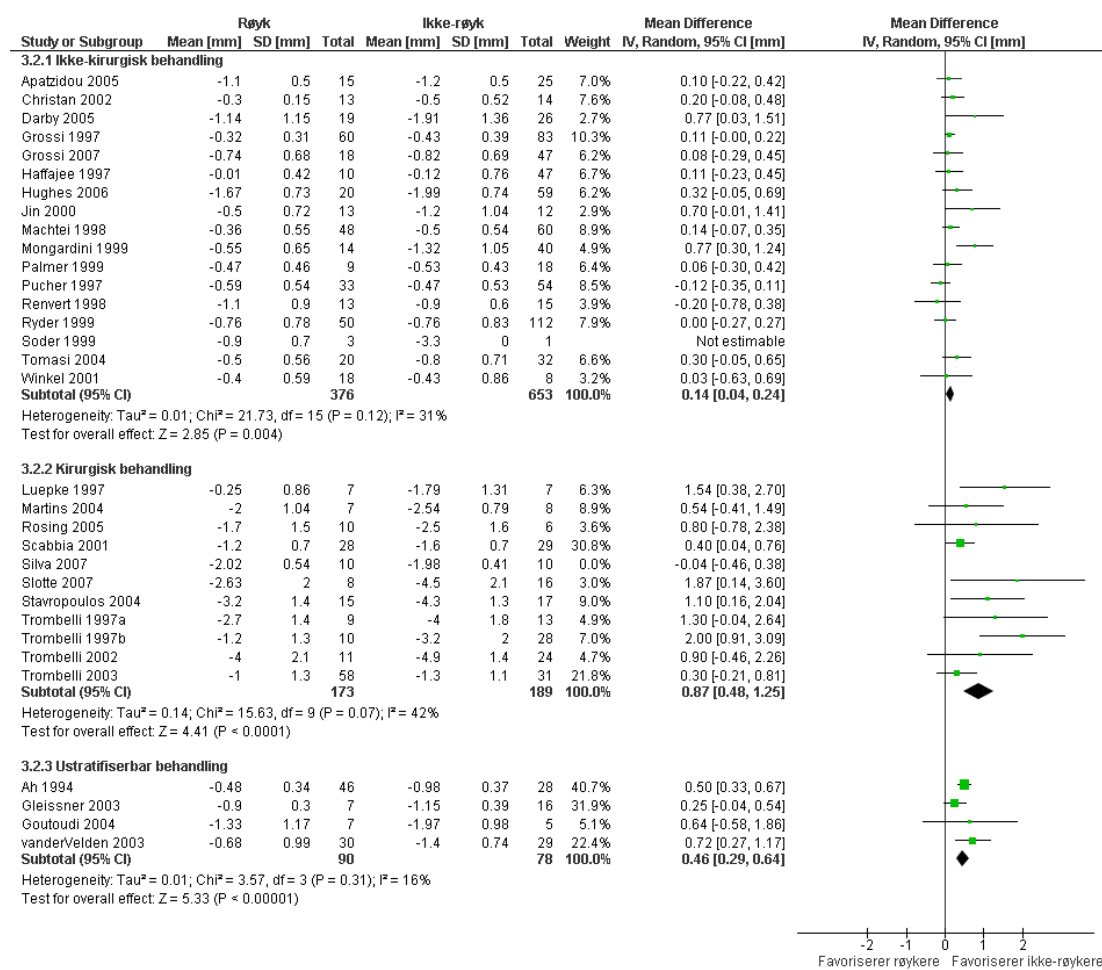 Røyk Ikke-røyk Mean Difference Mean Difference
Study or Subgroup Mean [mm] SD [mm] Total Mean [mm] SD [mm] Total Weight IV, Random, 95% CI [mm] IV, Random, 95% CI [mm]
3.2.1 Ikke-kirurgisk behandling
Apatzidou 2005 -1.1 0.5 15 -1.2 0.5 25 7.0% 0.10 [-0.22, 0.42]
Christan 2002 -0.3 0.15 13 -0.5 0.52 14 7.6% 0.20 [-0.08, 0.48]
Darby 2005 -1.14 1.15 19 -1.91 1.36 26 2.7% 0.77 [0.03, 1.51]
Grossi 1997 -0.32 0.31 60 -0.43 0.39 83 10.3% 0.11 [-0.00, 0.22]
Grossi 2007 -0.74 0.68 18 -0.82 0.69 47 6.2% 0.08 [-0.29, 0.45]
Haffajee 1997 -0.01 0.42 10 -0.12 0.76 47 6.7% 0.11 [-0.23, 0.45]
Hughes 2006 -1.67 0.73 20 -1.99 0.74 59 6.2% 0.32 [-0.05, 0.69]
Jin 2000 -0.5 0.72 13 -1.2 1.04 12 2.9% 0.70 [-0.01, 1.41]
Machtei 1998 -0.36 0.55 48 -0.5 0.54 60 8.9% 0.14 [-0.07, 0.35]
Mongardini 1999 -0.55 0.65 14 -1.32 1.05 40 4.9% 0.77 [0.30, 1.24]
Palmer 1999 -0.47 0.46 9 -0.53 0.43 18 6.4% 0.06 [-0.30, 0.42]
Pucher 1997 -0.59 0.54 33 -0.47 0.53 54 8.6% -0.12 [-0.35, 0.11]
Renvert 1998 -1.1 0.9 13 -0.9 0.6 15 3.9% -0.20 [-0.78, 0.38]
Ryder 1999 -0.76 0.78 50 -0.76 0.83 112 7.9% 0.00 [-0.27, 0.27]
Soder 1999 -0.9 0.7 3 -3.3 0 1 Not estimable
Tomasi 2004 -0.5 0.56 20 -0.8 0.71 32 6.6% 0.30 [-0.05, 0.65]
Winkel 2001 -0.4 0.59 18 -0.43 0.86 8 3.2% 0.03 [-0.63, 0.69]
Subtotal (95% CI) 376 653 100.0% 0.14 [0.04, 0.24]
Heterogeneity: Tau² = 0.01; Chi² = 21.73, df = 15 (P = 0.12); I² = 31%
Test for overall effect: Z = 2.85 (P = 0.004)
3.2.2 Kirurgisk behandling
Luepke 1997 -0.25 0.86 7 -1.79 1.31 7 6.3% 1.54 [0.38, 2.70]
Martins 2004 -2 1.04 7 -2.54 0.79 8 8.9% 0.54 [-0.41, 1.49]
Rosing 2005 -1.7 1.5 10 -2.5 1.6 6 3.6% 0.80 [-0.78, 2.38]
Scabbia 2001 -1.2 0.7 28 -1.6 0.7 29 30.8% 0.40 [0.04, 0.76]
Silva 2007 -2.02 0.54 10 -1.98 0.41 10 0.0% -0.04 [-0.46, 0.38]
Slotte 2007 -2.63 2 8 -4.5 2.1 16 3.0% 1.87 [0.14, 3.60]
Stavropoulos 2004 -3.2 1.4 15 -4.3 1.3 17 9.0% 1.10 [0.16, 2.04]
Trombelli 1997a -2.7 1.4 9 -4 1.8 13 4.9% 1.30 [-0.04, 2.64]
Trombelli 1997b -1.2 1.3 10 -3.2 2 28 7.0% 2.00 [0.91, 3.09]
Trombelli 2002 -4 2.1 11 -4.9 1.4 24 4.7% 0.90 [-0.46, 2.26]
Trombelli 2003 -1 1.3 58 -1.3 1.1 31 21.8% 0.30 [-0.21, 0.81]
Subtotal (95% CI) 173 189 100.0% 0.87 [0.48, 1.25]
Heterogeneity: Tau² = 0.14; Chi² = 15.63, df = 9 (P = 0.07); I² = 42%
Test for overall effect: Z = 4.41 (P < 0.0001)
3.2.3 Ustratifiserbar behandling
Ah 1994 -0.48 0.34 46 -0.98 0.37 28 40.7% 0.50 [0.33, 0.67]
Gleissner 2003 -0.9 0.3 7 -1.15 0.39 16 31.9% 0.25 [-0.04, 0.54]
Goutoudi 2004 -1.33 1.17 7 -1.97 0.98 5 5.1% 0.64 [-0.58, 1.86]
vanderVelden 2003 -0.68 0.99 30 -1.4 0.74 29 22.4% 0.72 [0.27, 1.17]
Subtotal (95% CI) 90 78 100.0% 0.46 [0.29, 0.64]
Heterogeneity: Tau² = 0.01; Chi² = 3.57, df = 3 (P = 0.31); I² = 16%
Test for overall effect: Z = 5.33 (P < 0.00001)
-2 -1 0 1 2
Favoriserer røykere Favoriserer ikke-røykere